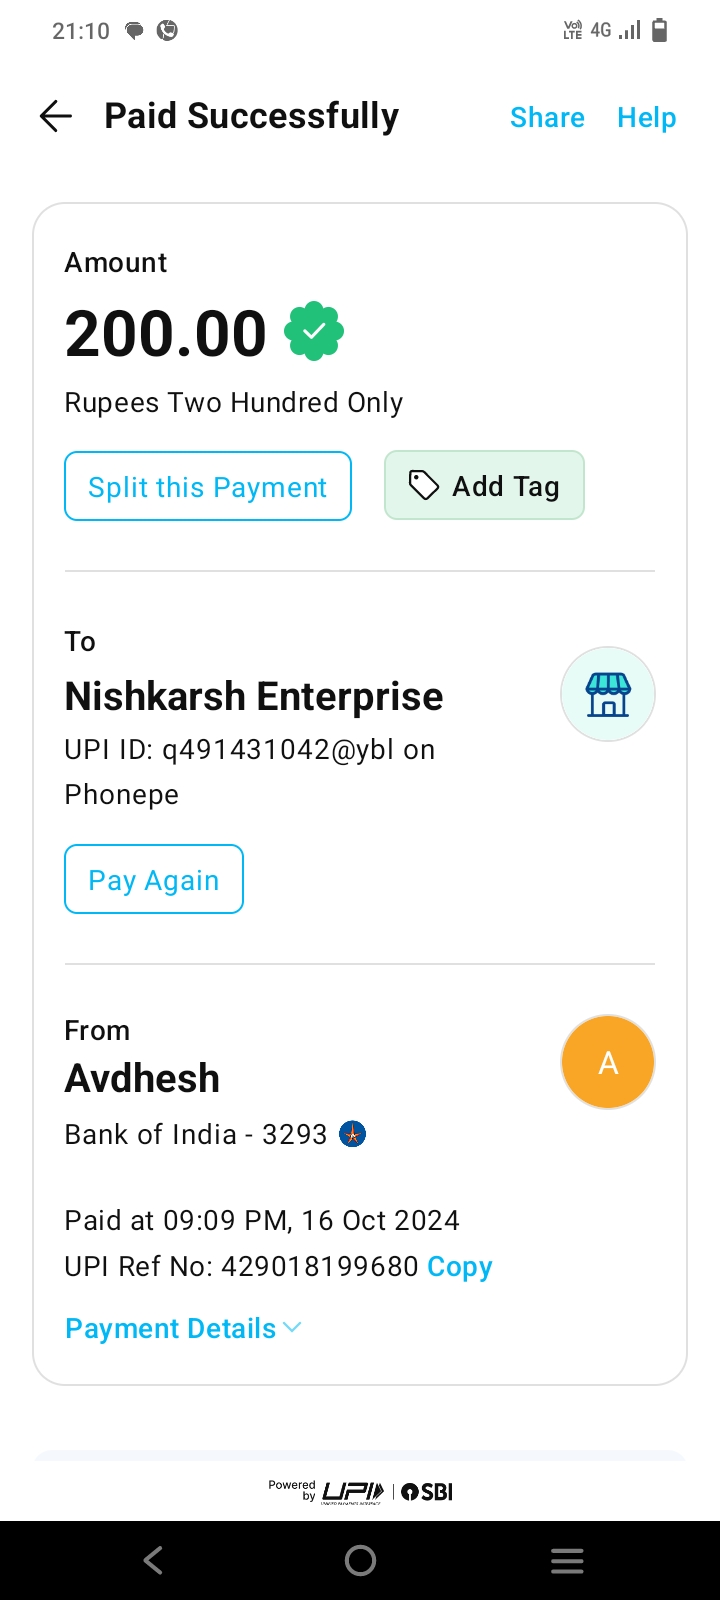 21:10
Vo) LTE 4G
Paid Successfully Share Help
Amount
200.00
Rupees Two Hundred Only
Split this Payment Add Tag
To
Nishkarsh Enterprise
UPI ID: q491431042@ybl on
Phonepe
Pay Again
From
A
Avdhesh
Bank of India - 3293
Paid at 09:09 PM, 16 Oct 2024
UPI Ref No: 429018199680 Copy
Payment Details
Powered by UPI | SBI
UNIFIED PAYMENTS INTERFACE